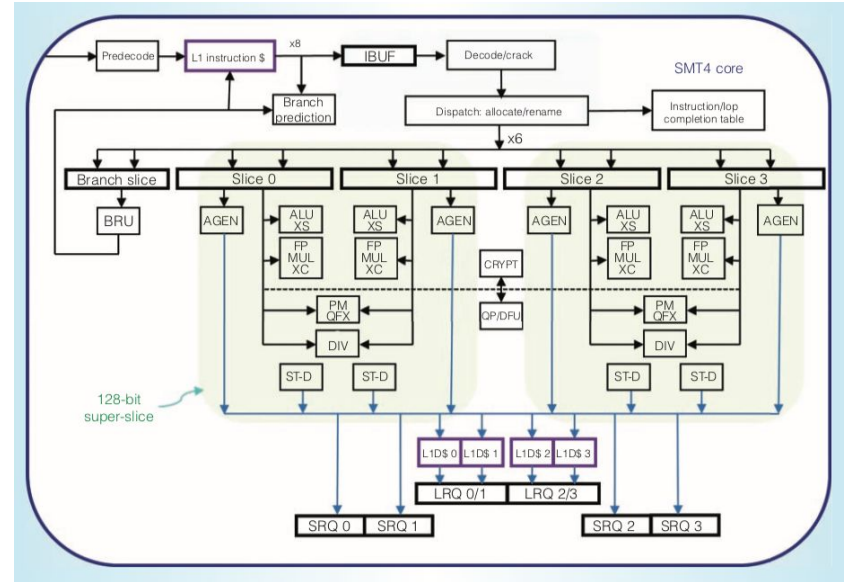 Predecode
L1 instruction $
x8
IBUF
Decode/crack
SMT4 core
Branch
prediction
Dispatch: allocate/rename
Instruction/Iop
completion table
x6
Branch slice
Slice 0
Slice 1
Slice 2
Slice 3
BRU
AGEN
ALU
XS
ALU
XS
AGEN
AGEN
ALU
XS
ALU
XS
AGEN
FP
MUL
XC
FP
MUL
XC
CRYPT
FP
MUL
XC
FP
MUL
XC
PM
QFX
QP/DFU
PM
QFX
DIV
DIV
ST-D
ST-D
ST-D
ST-D
128-bit
super-slice
L1D$ 0
L1D$ 1
L1D$ 2
L1D$ 3
LRQ 0/1
LRQ 2/3
SRQ 0
SRQ 1
SRQ 2
SRQ 3